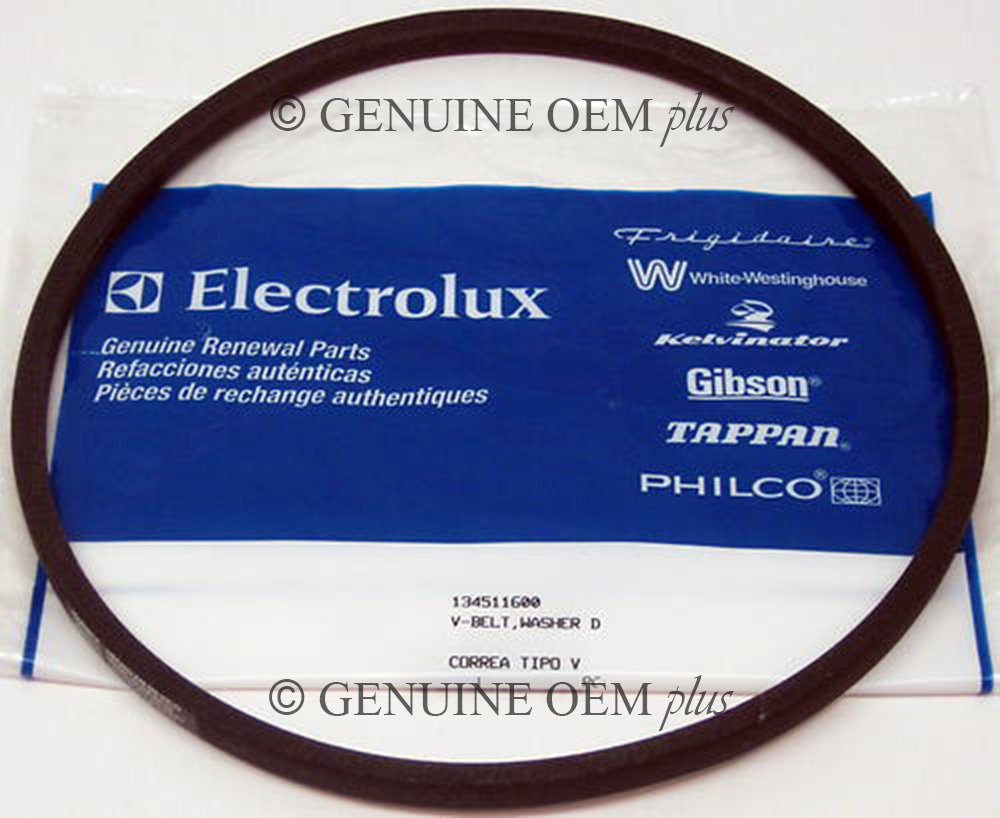 © GENUINE OEM plus
Electrolux
Genuine Renewal Parts
Refacciones auténticas
Pièces de rechange authentiques
Frigidaire
White-Westinghouse
Kelvinator
Gibson®
TAPPAN®
PHILCO®
134511600
V-BELT,WASHER D
CORREA TIPO V
© GENUINE OEM plus